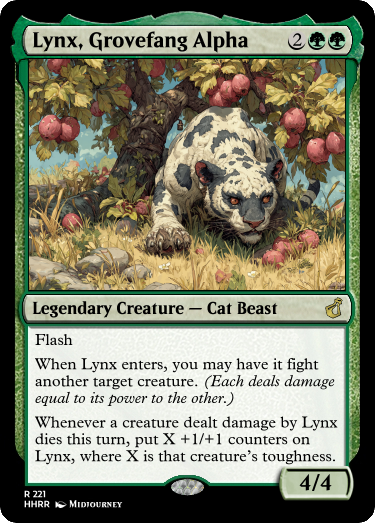 Lynx, Grovefang Alpha 2
Legendary Creature — Cat Beast
Flash
When Lynx enters, you may have it fight
another target creature. (Each deals damage
equal to its power to the other.)
Whenever a creature dealt damage by Lynx
dies this turn, put X +1/+1 counters on
Lynx, where X is that creature's toughness.
4/4
R 221
HHRR Midjourney